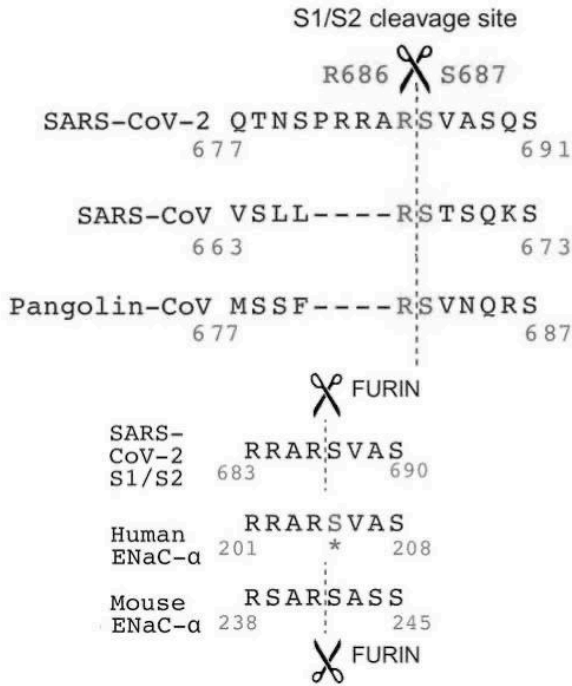 S1/S2 cleavage site
R686 S687
SARS-CoV-2 QTNSPRRARSVASQS
677 691
SARS-CoV VSLL----RSTSQKS
663 673
Pangolin-CoV MSSF----RSVNQRS
677 687
FURIN
SARS-
CoV-2
S1/S2
683 RRARSVAS 690
Human
ENaC-α
201 RRARSVAS 208
*
Mouse
ENaC-α
238 RSARSASS 245
FURIN